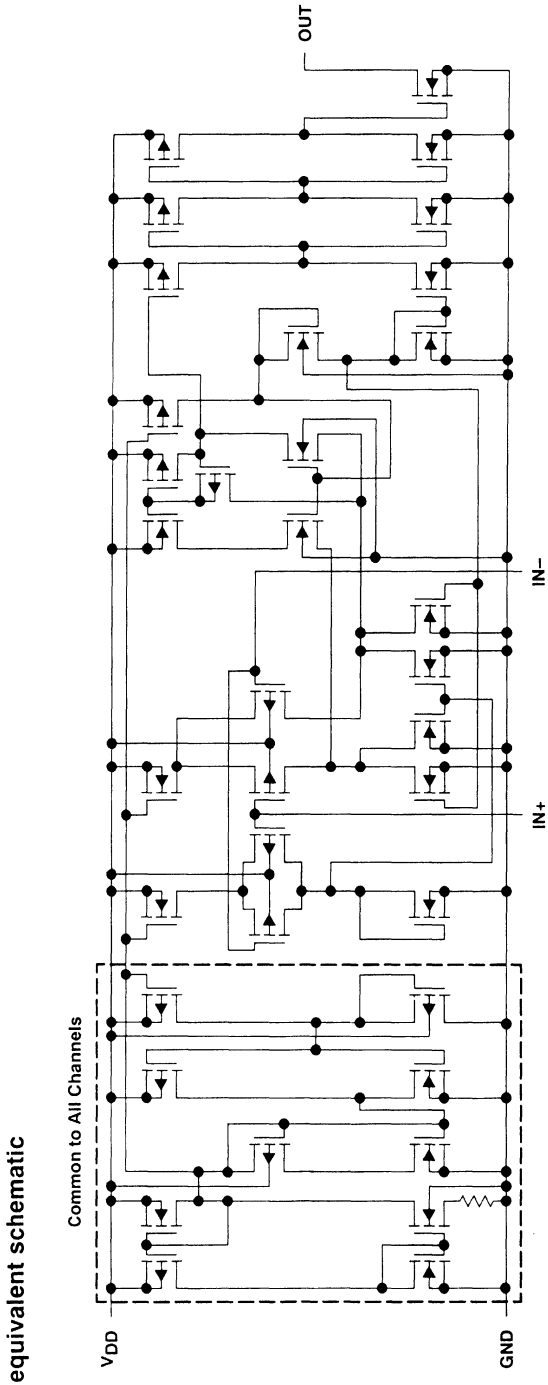 equivalent schematic
Common to All Channels
VDD
GND
IN+
IN−
OUT